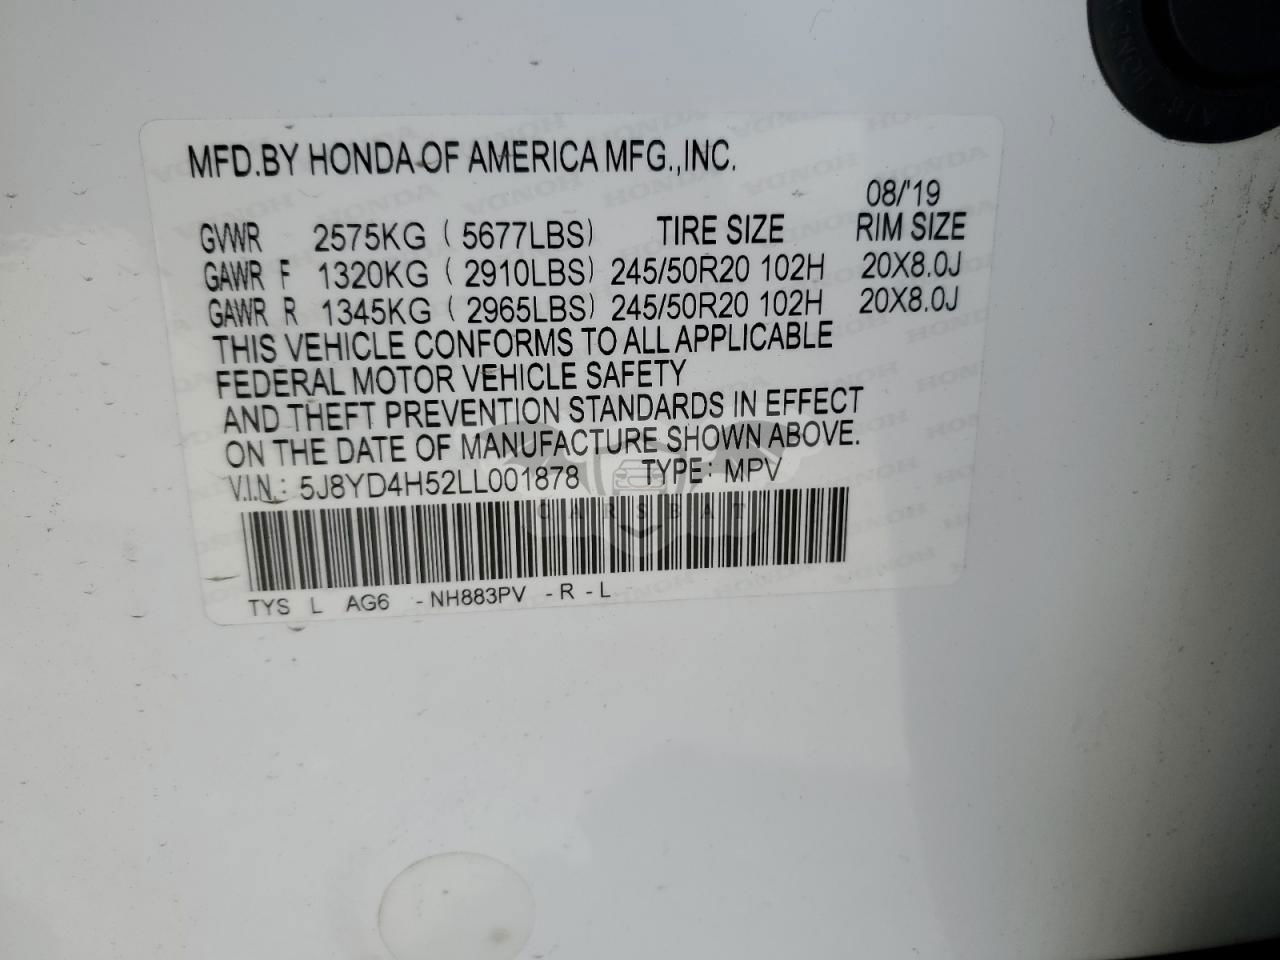 MFD.BY HONDA OF AMERICA MFG.,INC.
08/'19
GVWR 2575KG ( 5677LBS) TIRE SIZE RIM SIZE
GAWR F 1320KG ( 2910LBS) 245/50R20 102H 20X8.0J
GAWR R 1345KG ( 2965LBS) 245/50R20 102H 20X8.0J
THIS VEHICLE CONFORMS TO ALL APPLICABLE
FEDERAL MOTOR VEHICLE SAFETY
AND THEFT PREVENTION STANDARDS IN EFFECT
ON THE DATE OF MANUFACTURE SHOWN ABOVE.
V.I.N.: 5J8YD4H52LL001878 TYPE: MPV
CARSBAT
TYS L AG6 -NH883PV -R -L